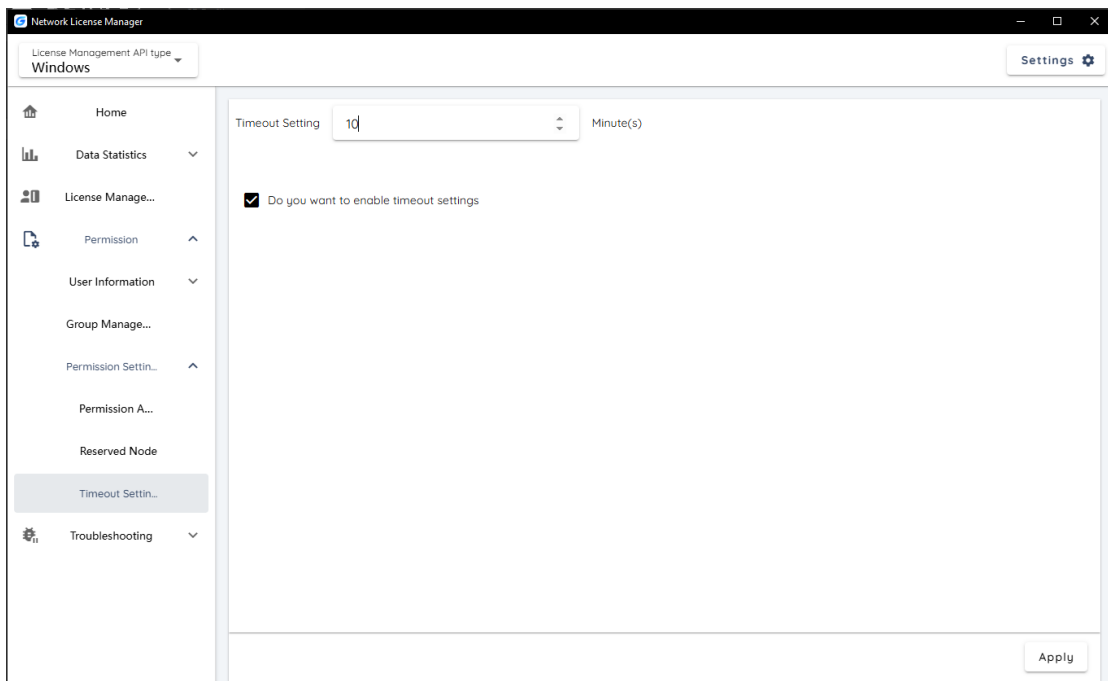 Network License Manager
License Management API type
Windows
Settings
Home
Data Statistics
License Manage...
Permission
User Information
Group Manage...
Permission Settin...
Permission A...
Reserved Node
Timeout Settin...
Troubleshooting
Timeout Setting 10 Minute(s)
Do you want to enable timeout settings
Apply